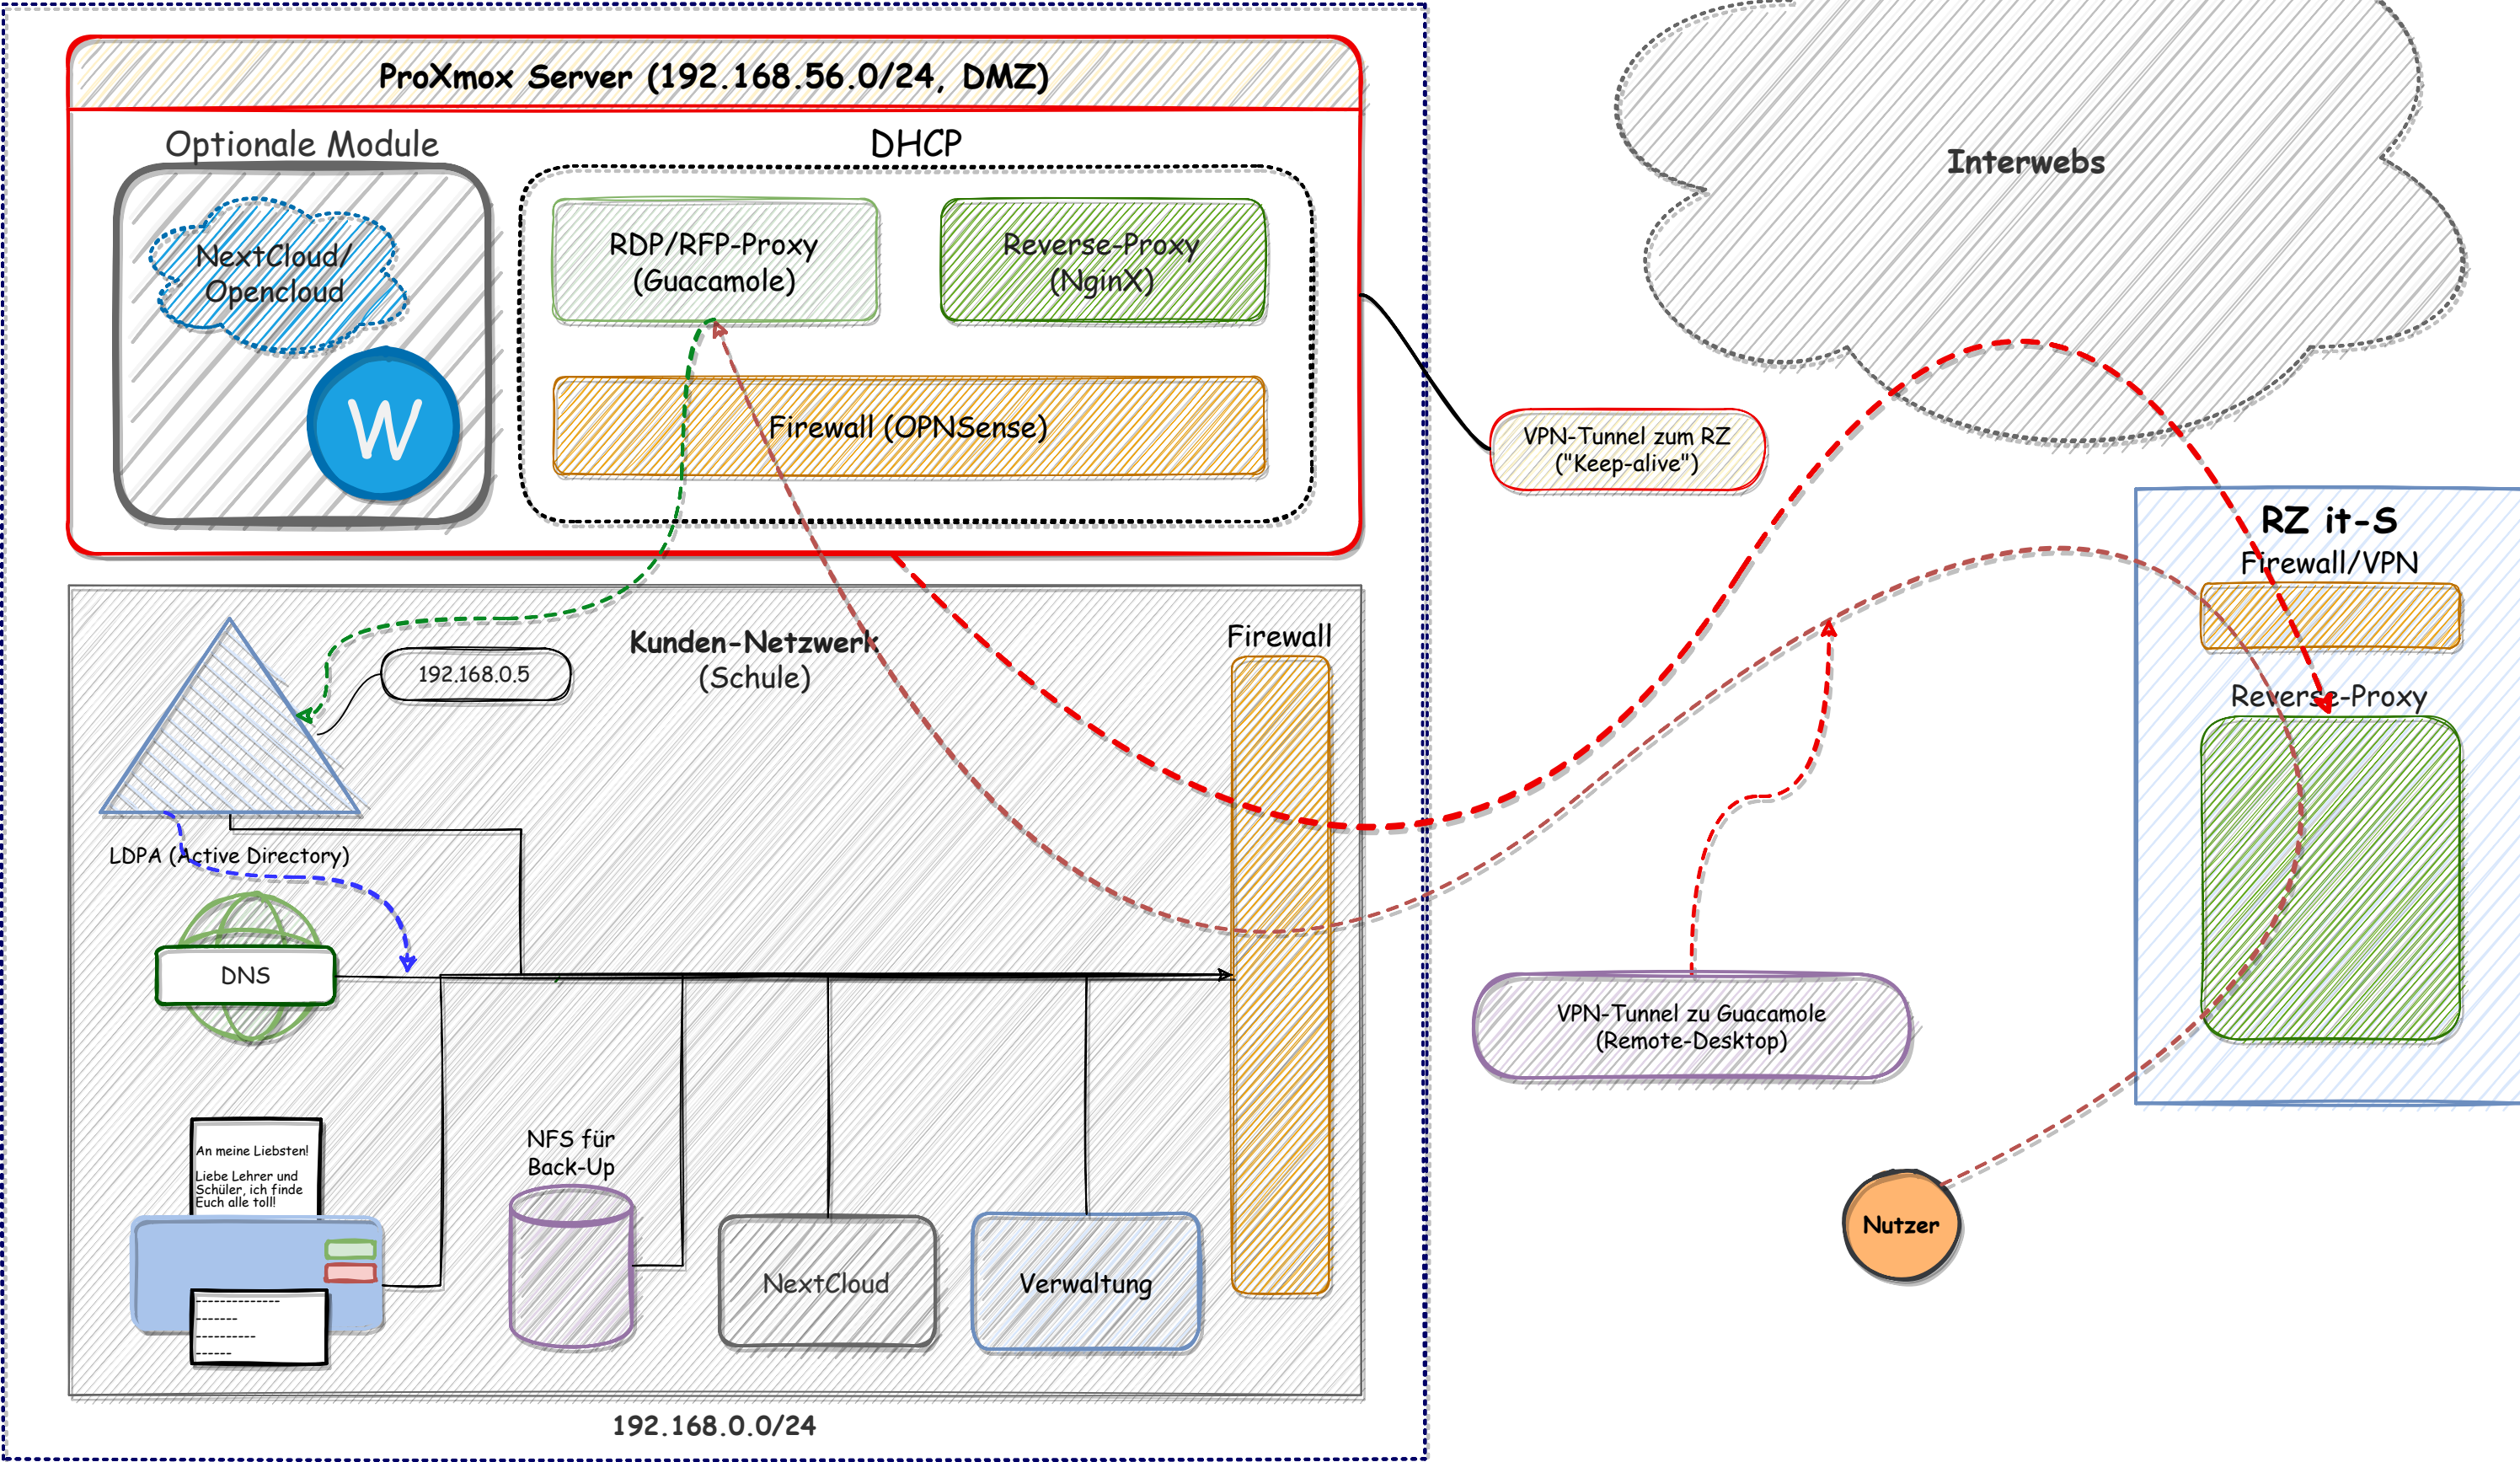 ProXmox Server (192.168.56.0/24, DMZ)
Optionale Module
DHCP
NextCloud/
Opencloud
W
RDP/RFP-Proxy
(Guacamole)
Reverse-Proxy
(NginX)
Firewall (OPNSense)
Interwebs
VPN-Tunnel zum RZ
("Keep-alive")
RZ it-S
Firewall/VPN
Reverse-Proxy
Kunden-Netzwerk
(Schule)
Firewall
192.168.0.5
LDPA (Active Directory)
DNS
VPN-Tunnel zu Guacamole
(Remote-Desktop)
An meine Liebsten!
Liebe Lehrer und
Schüler, ich finde
Euch alle toll!
NFS für
Back-Up
NextCloud
Verwaltung
Nutzer
192.168.0.0/24